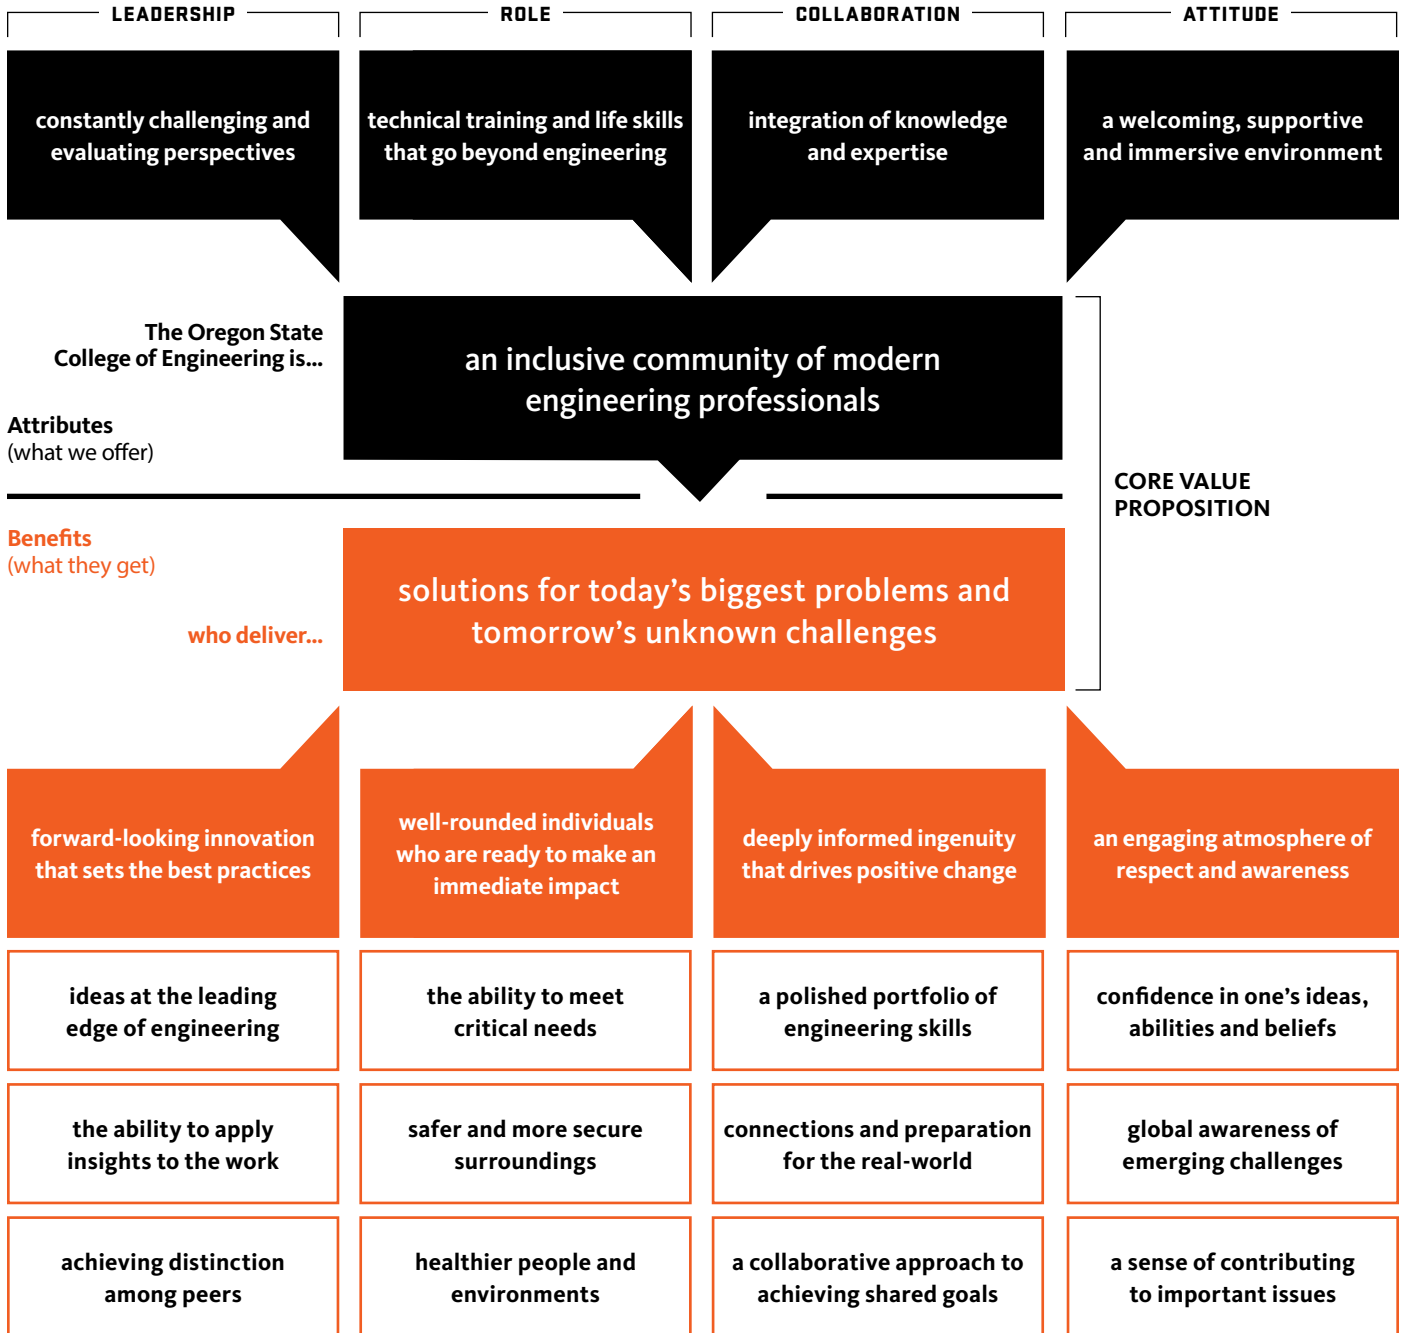 LEADERSHIP
ROLE
COLLABORATION
ATTITUDE
constantly challenging and
evaluating perspectives
technical training and life skills
that go beyond engineering
integration of knowledge
and expertise
a welcoming, supportive
and immersive environment
The Oregon State
College of Engineering is...
an inclusive community of modern
engineering professionals
Attributes
(what we offer)
CORE VALUE
PROPOSITION
Benefits
(what they get)
who deliver...
solutions for today's biggest problems and
tomorrow's unknown challenges
forward-looking innovation
that sets the best practices
well-rounded individuals
who are ready to make an
immediate impact
deeply informed ingenuity
that drives positive change
an engaging atmosphere of
respect and awareness
ideas at the leading
edge of engineering
the ability to meet
critical needs
a polished portfolio of
engineering skills
confidence in one's ideas,
abilities and beliefs
the ability to apply
insights to the work
safer and more secure
surroundings
connections and preparation
for the real-world
global awareness of
emerging challenges
achieving distinction
among peers
healthier people and
environments
a collaborative approach to
achieving shared goals
a sense of contributing
to important issues